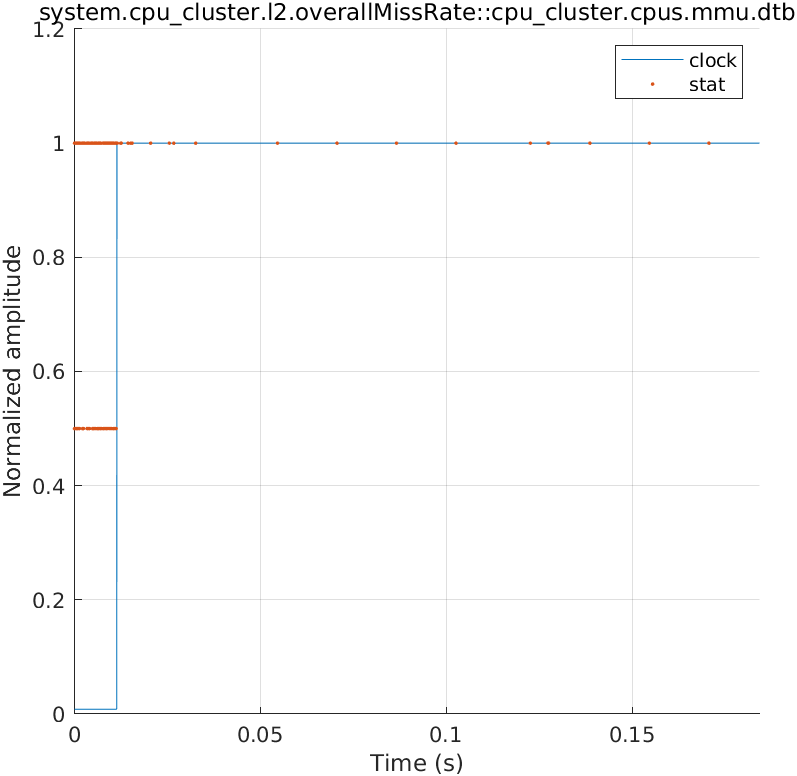 system.cpu_cluster.l2.overallMissRate::cpu_cluster.cpus.mmu.dtb
1.2
clock
stat
1
0.8
0.6
0.4
0.2
0
Normalized amplitude
0 0.05 0.1 0.15
Time (s)